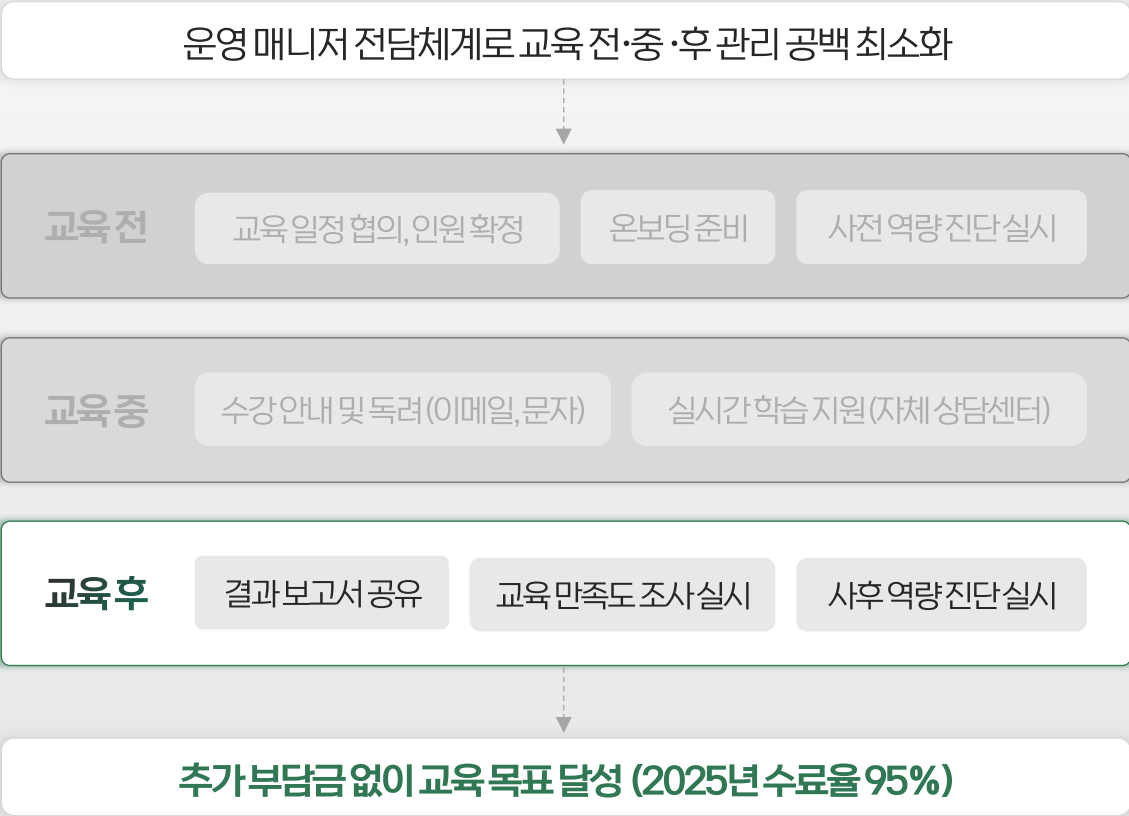 운영 매니저 전담체계로 교육 전·중 ·후 관리 공백 최소화
교육 전
교육 일정 협의, 인원 확정
온보딩 준비
사전 역량 진단 실시
교육 중
수강 안내 및 독려 (이메일, 문자)
실시간 학습 지원 (자체 상담센터)
교육 후
결과 보고서 공유
교육 만족도 조사 실시
사후 역량 진단 실시
추가 부담금 없이 교육 목표 달성 (2025년 수료율 95%)